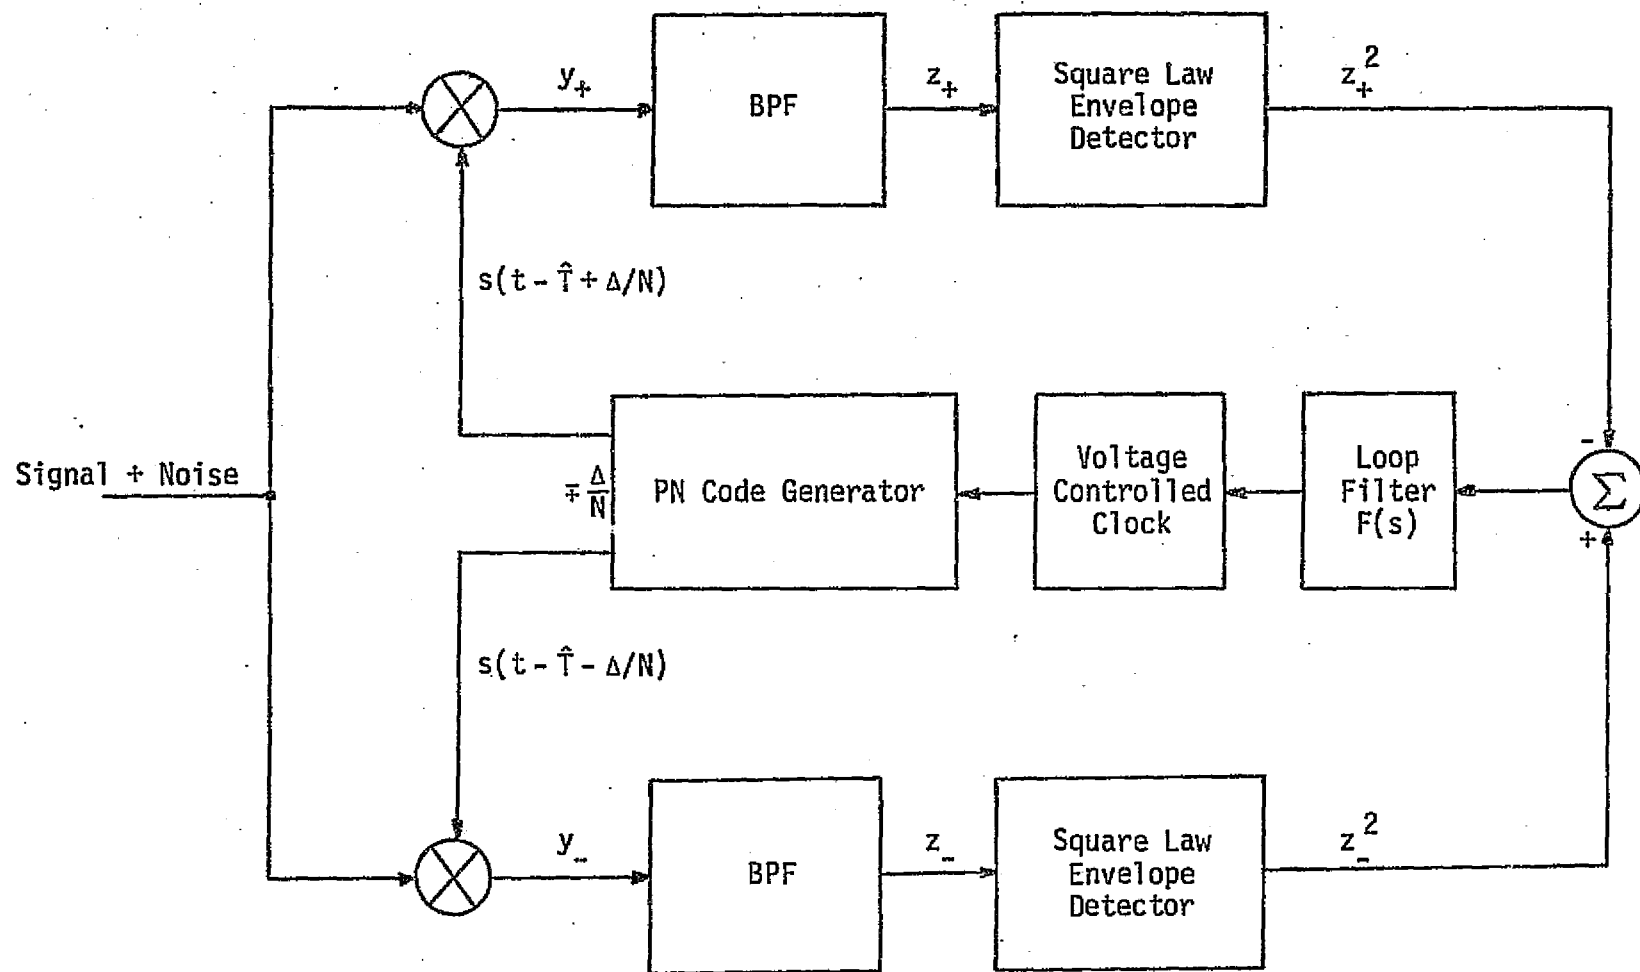 y₊
BPF
z₊
Square Law
Envelope
Detector
z₊²
s(t - T̂ + Δ/N)
Signal + Noise
∓ Δ/N
PN Code Generator
Voltage
Controlled
Clock
Loop
Filter
F(s)
-
Σ
+
s(t - T̂ - Δ/N)
y₋
BPF
z₋
Square Law
Envelope
Detector
z₋²